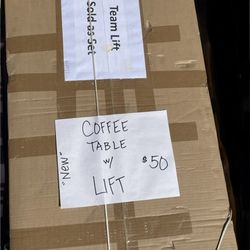 Team Lift
Sold as Set
COFFEE
TABLE
w/
$50
LIFT
"New"